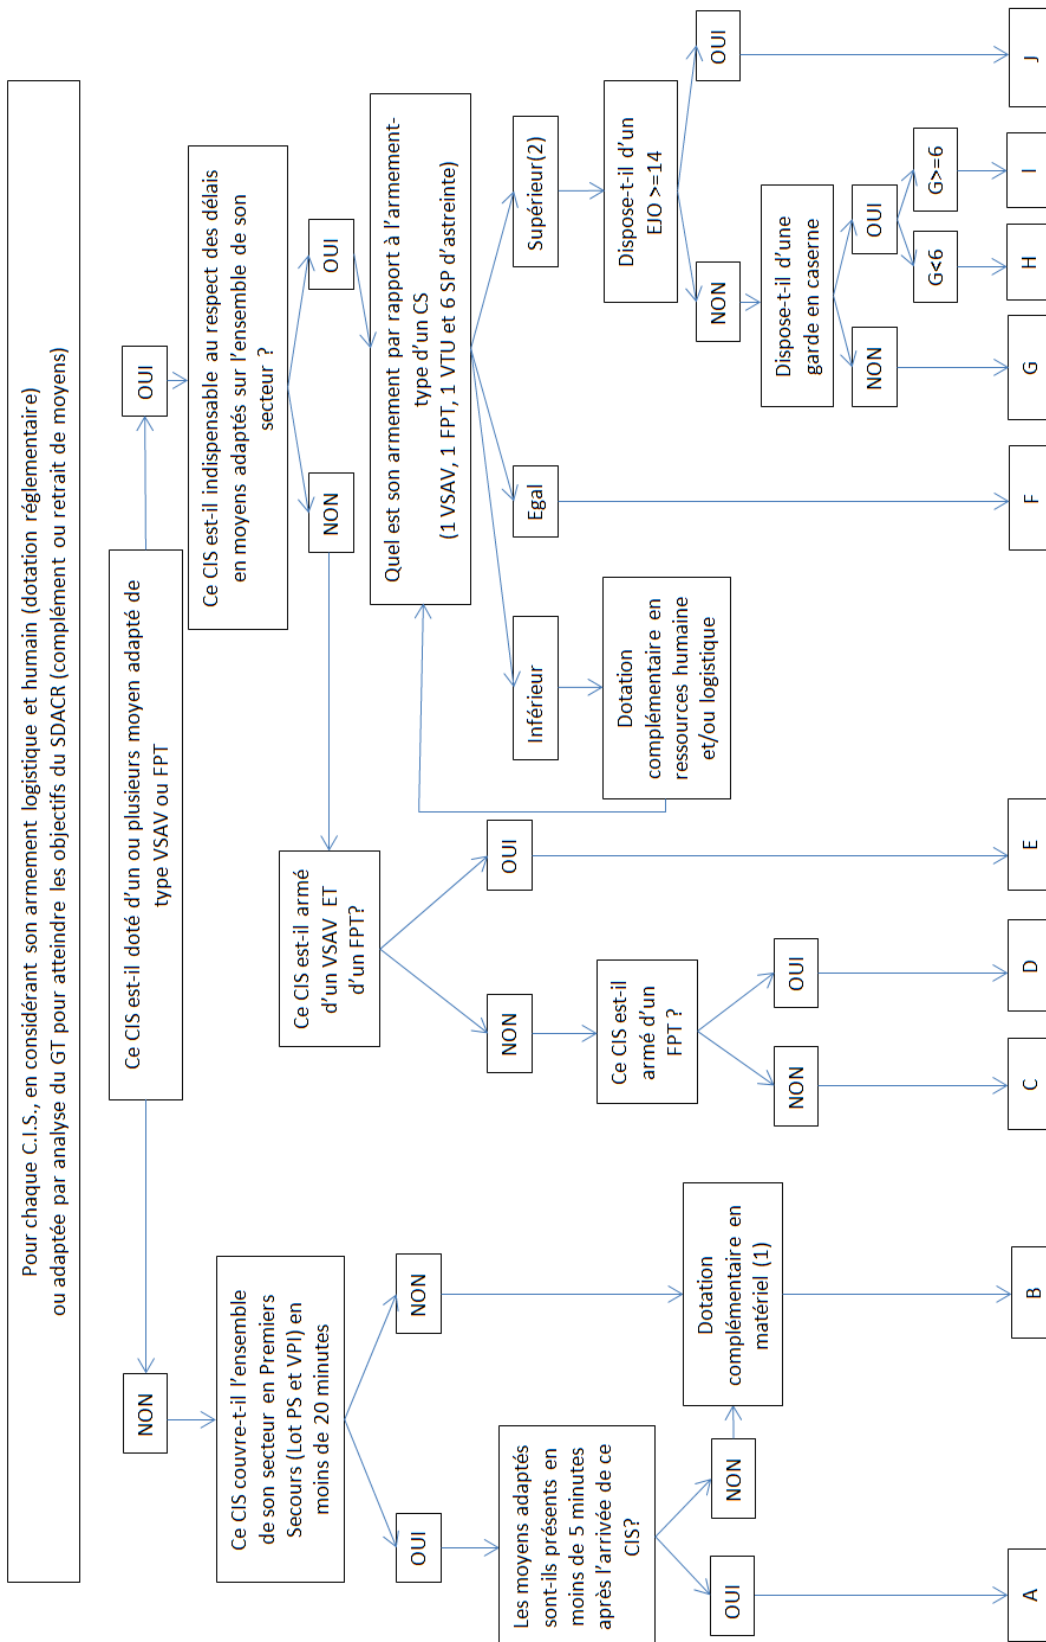 Pour chaque C.I.S., en considérant son armement logistique et humain (dotation réglementaire)
ou adaptée par analyse du GT pour atteindre les objectifs du SDACR (complément ou retrait de moyens)
Ce CIS est-il doté d'un ou plusieurs moyen adapté de
type VSAV ou FPT
NON
OUI
Ce CIS couvre-t-il l'ensemble
de son secteur en Premiers
Secours (Lot PS et VPI) en
moins de 20 minutes
Ce CIS est-il indispensable au respect des délais
en moyens adaptés sur l'ensemble de son
secteur ?
OUI
NON
NON
OUI
Les moyens adaptés
sont-ils présents en
moins de 5 minutes
après l'arrivée de ce
CIS?
Ce CIS est-il armé
d'un VSAV ET
d'un FPT?
Quel est son armement par rapport à l'armement-
type d'un CS
(1 VSAV, 1 FPT, 1 VTU et 6 SP d'astreinte)
NON
OUI
Inférieur
Egal
Supérieur(2)
OUI
NON
Dotation
complémentaire en
matériel (1)
Ce CIS est-il
armé d'un
FPT ?
Dotation
complémentaire en
ressources humaine
et/ou logistique
Dispose-t-il d'un
EJO >=14
NON
OUI
NON
OUI
Dispose-t-il d'une
garde en caserne
NON
OUI
G<6
G>=6
A
B
C
D
E
F
G
H
I
J